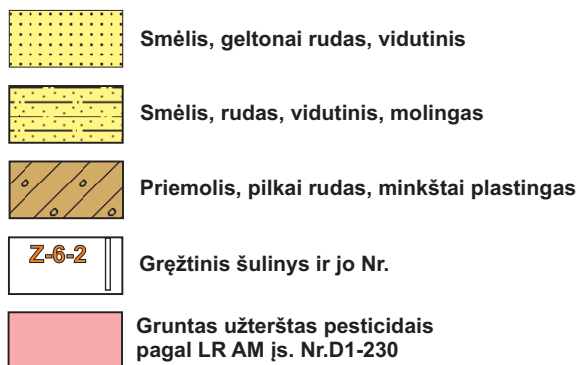 Smėlis, geltonai rudas, vidutinis
Smėlis, rudas, vidutinis, molingas
Priemolis, pilkai rudas, minkštai plastingas
Z-6-2
Gręžtinis šulinys ir jo Nr.
Gruntas užterštas pesticidais
pagal LR AM įs. Nr.D1-230